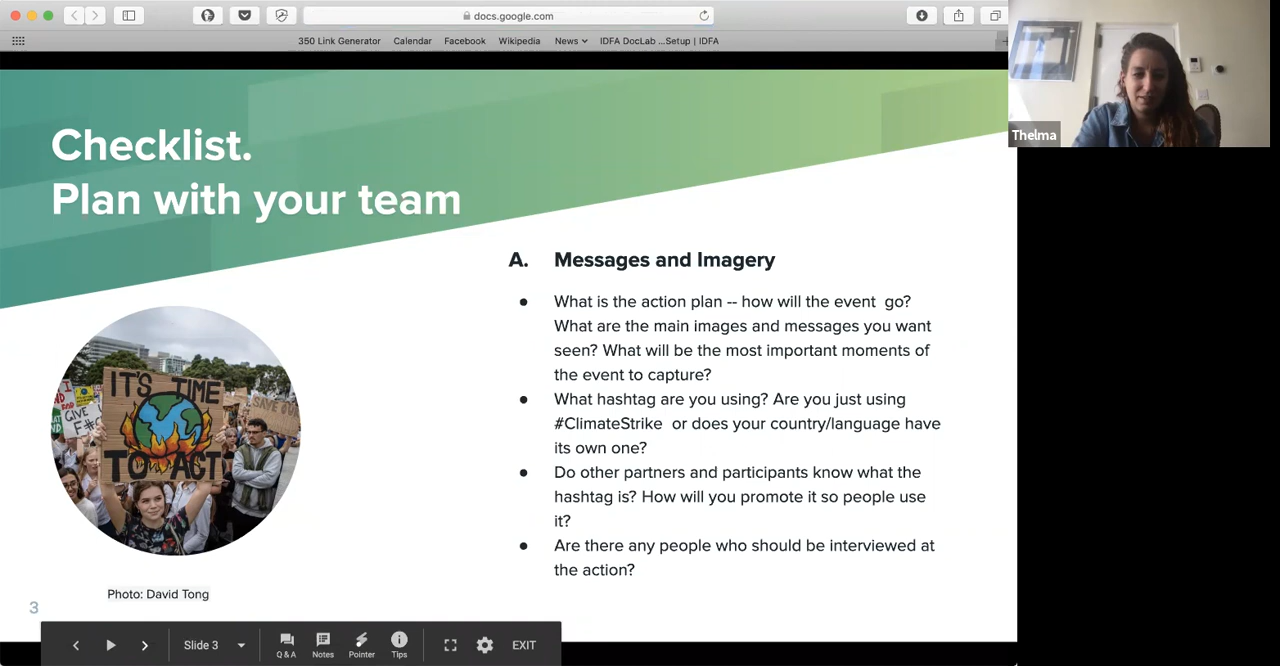 docs.google.com
350 Link Generator Calendar Facebook Wikipedia News IDFA DocLab ...Setup | IDFA
Thelma
Checklist.
Plan with your team
A. Messages and Imagery
● What is the action plan -- how will the event go?
What are the main images and messages you want
seen? What will be the most important moments of
the event to capture?
● What hashtag are you using? Are you just using
#ClimateStrike or does your country/language have
its own one?
● Do other partners and participants know what the
hashtag is? How will you promote it so people use
it?
● Are there any people who should be interviewed at
the action?
IT'S TIME
TO ACT
GIVE
F#
SAVE OUR
Photo: David Tong
3
Slide 3
Q & A Notes Pointer Tips
EXIT